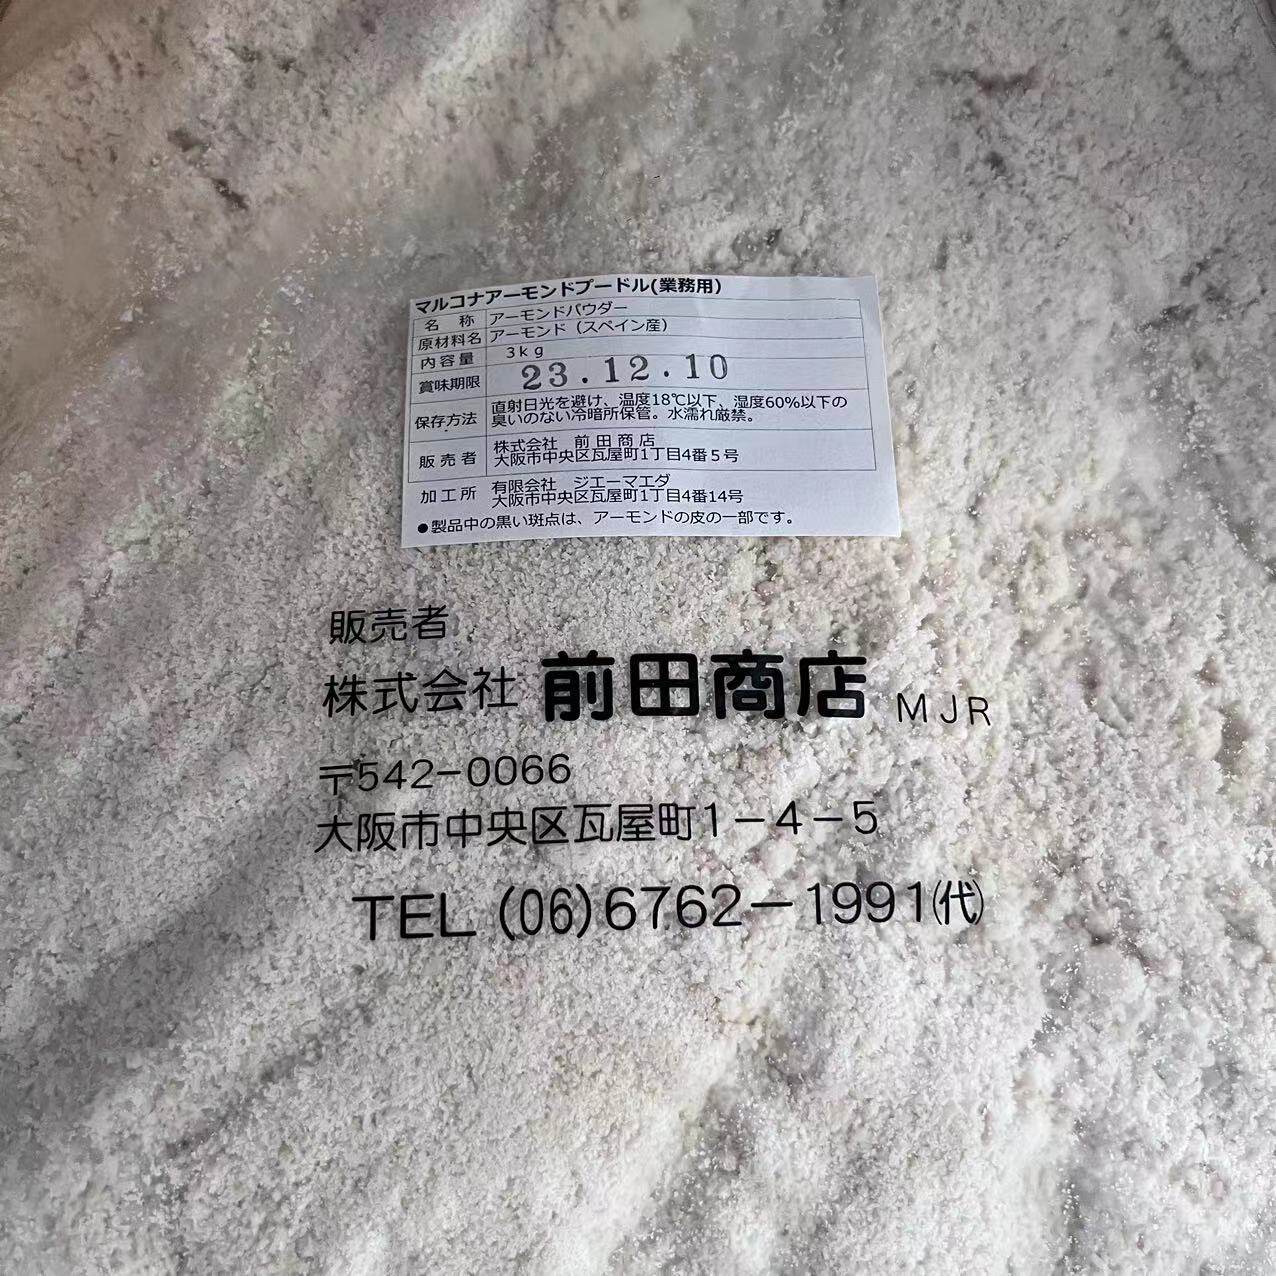 マルコナアーモンドプードル(業務用)
名 称 アーモンドパウダー
原材料名 アーモンド（スペイン産）
内容量 3kg
賞味期限 23.12.10
保存方法 直射日光を避け、温度18℃以下、湿度60%以下の
臭いのない冷暗所保管。水濡れ厳禁。
販売者 株式会社 前田商店
大阪市中央区瓦屋町1丁目4番5号
加工所 有限会社 ジエーマエダ
大阪市中央区瓦屋町1丁目4番14号
●製品中の黒い斑点は、アーモンドの皮の一部です。
販売者
株式会社 前田商店 MJR
〒542-0066
大阪市中央区瓦屋町1-4-5
TEL (06)6762-1991(代)